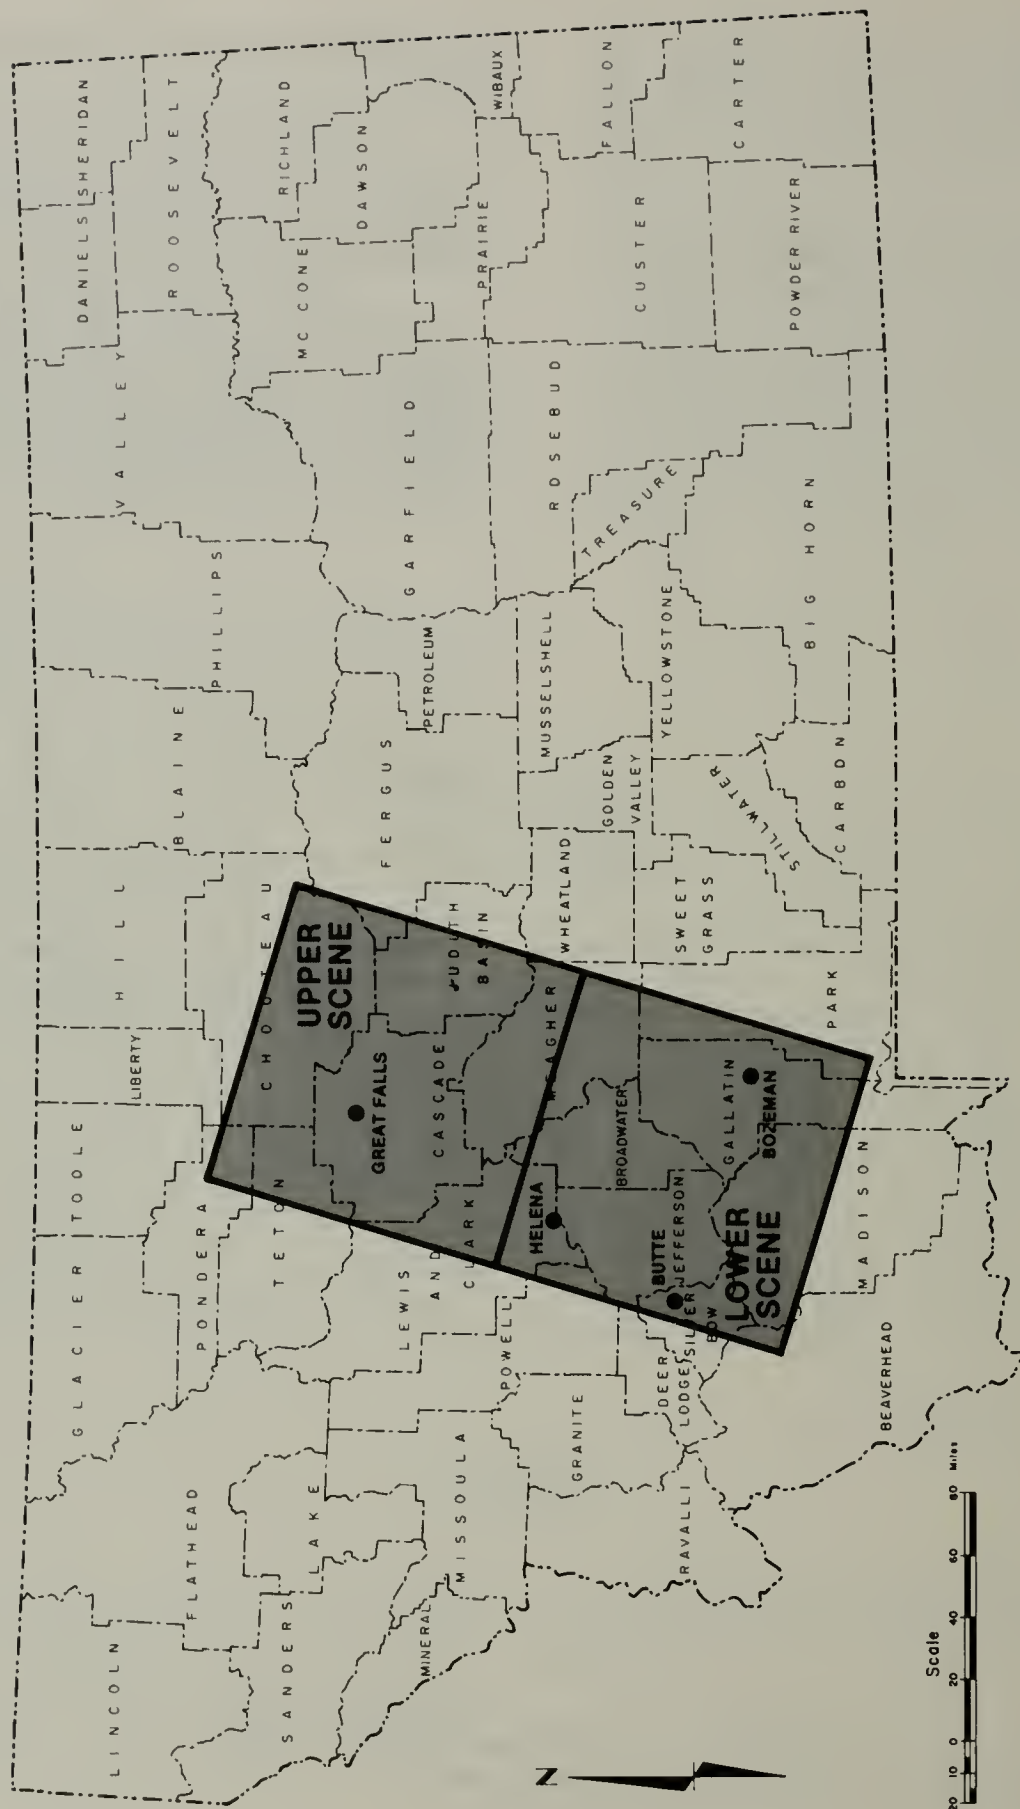 LINCOLN
FLATHEAD
GLACIER
TOOLE
LIBERTY
HILL
BLAINE
PHILLIPS
VALLEY
DANIELS
SHERIDAN
ROOSEVELT
SANDERS
LAKE
PONDERA
TETON
CHOUTEAU
RICHLAND
MC CONE
DAWSON
GARFIELD
FERGUS
PETROLEUM
UPPER
SCENE
GREAT FALLS
CASCADE
JUDITH
BASIN
LEWIS
AND
CLARK
MINERAL
MISSOULA
POWELL
PRAIRIE
WIBAUX
MEAGHER
WHEATLAND
MUSSELSHELL
ROSEBUD
HELENA
GRANITE
BROADWATER
GOLDEN
VALLEY
TREASURE
CUSTER
FALLON
RAVALLI
DEER
LODGE
SILVER
BOW
BUTTE
JEFFERSON
GALLATIN
BOZEMAN
LOWER
SCENE
SWEET
GRASS
STILLWATER
YELLOWSTONE
CARBON
BIG HORN
POWDER RIVER
CARTER
PARK
MADISON
BEAVERHEAD
N
Scale
20 10 0 20 40 60 80 Miles